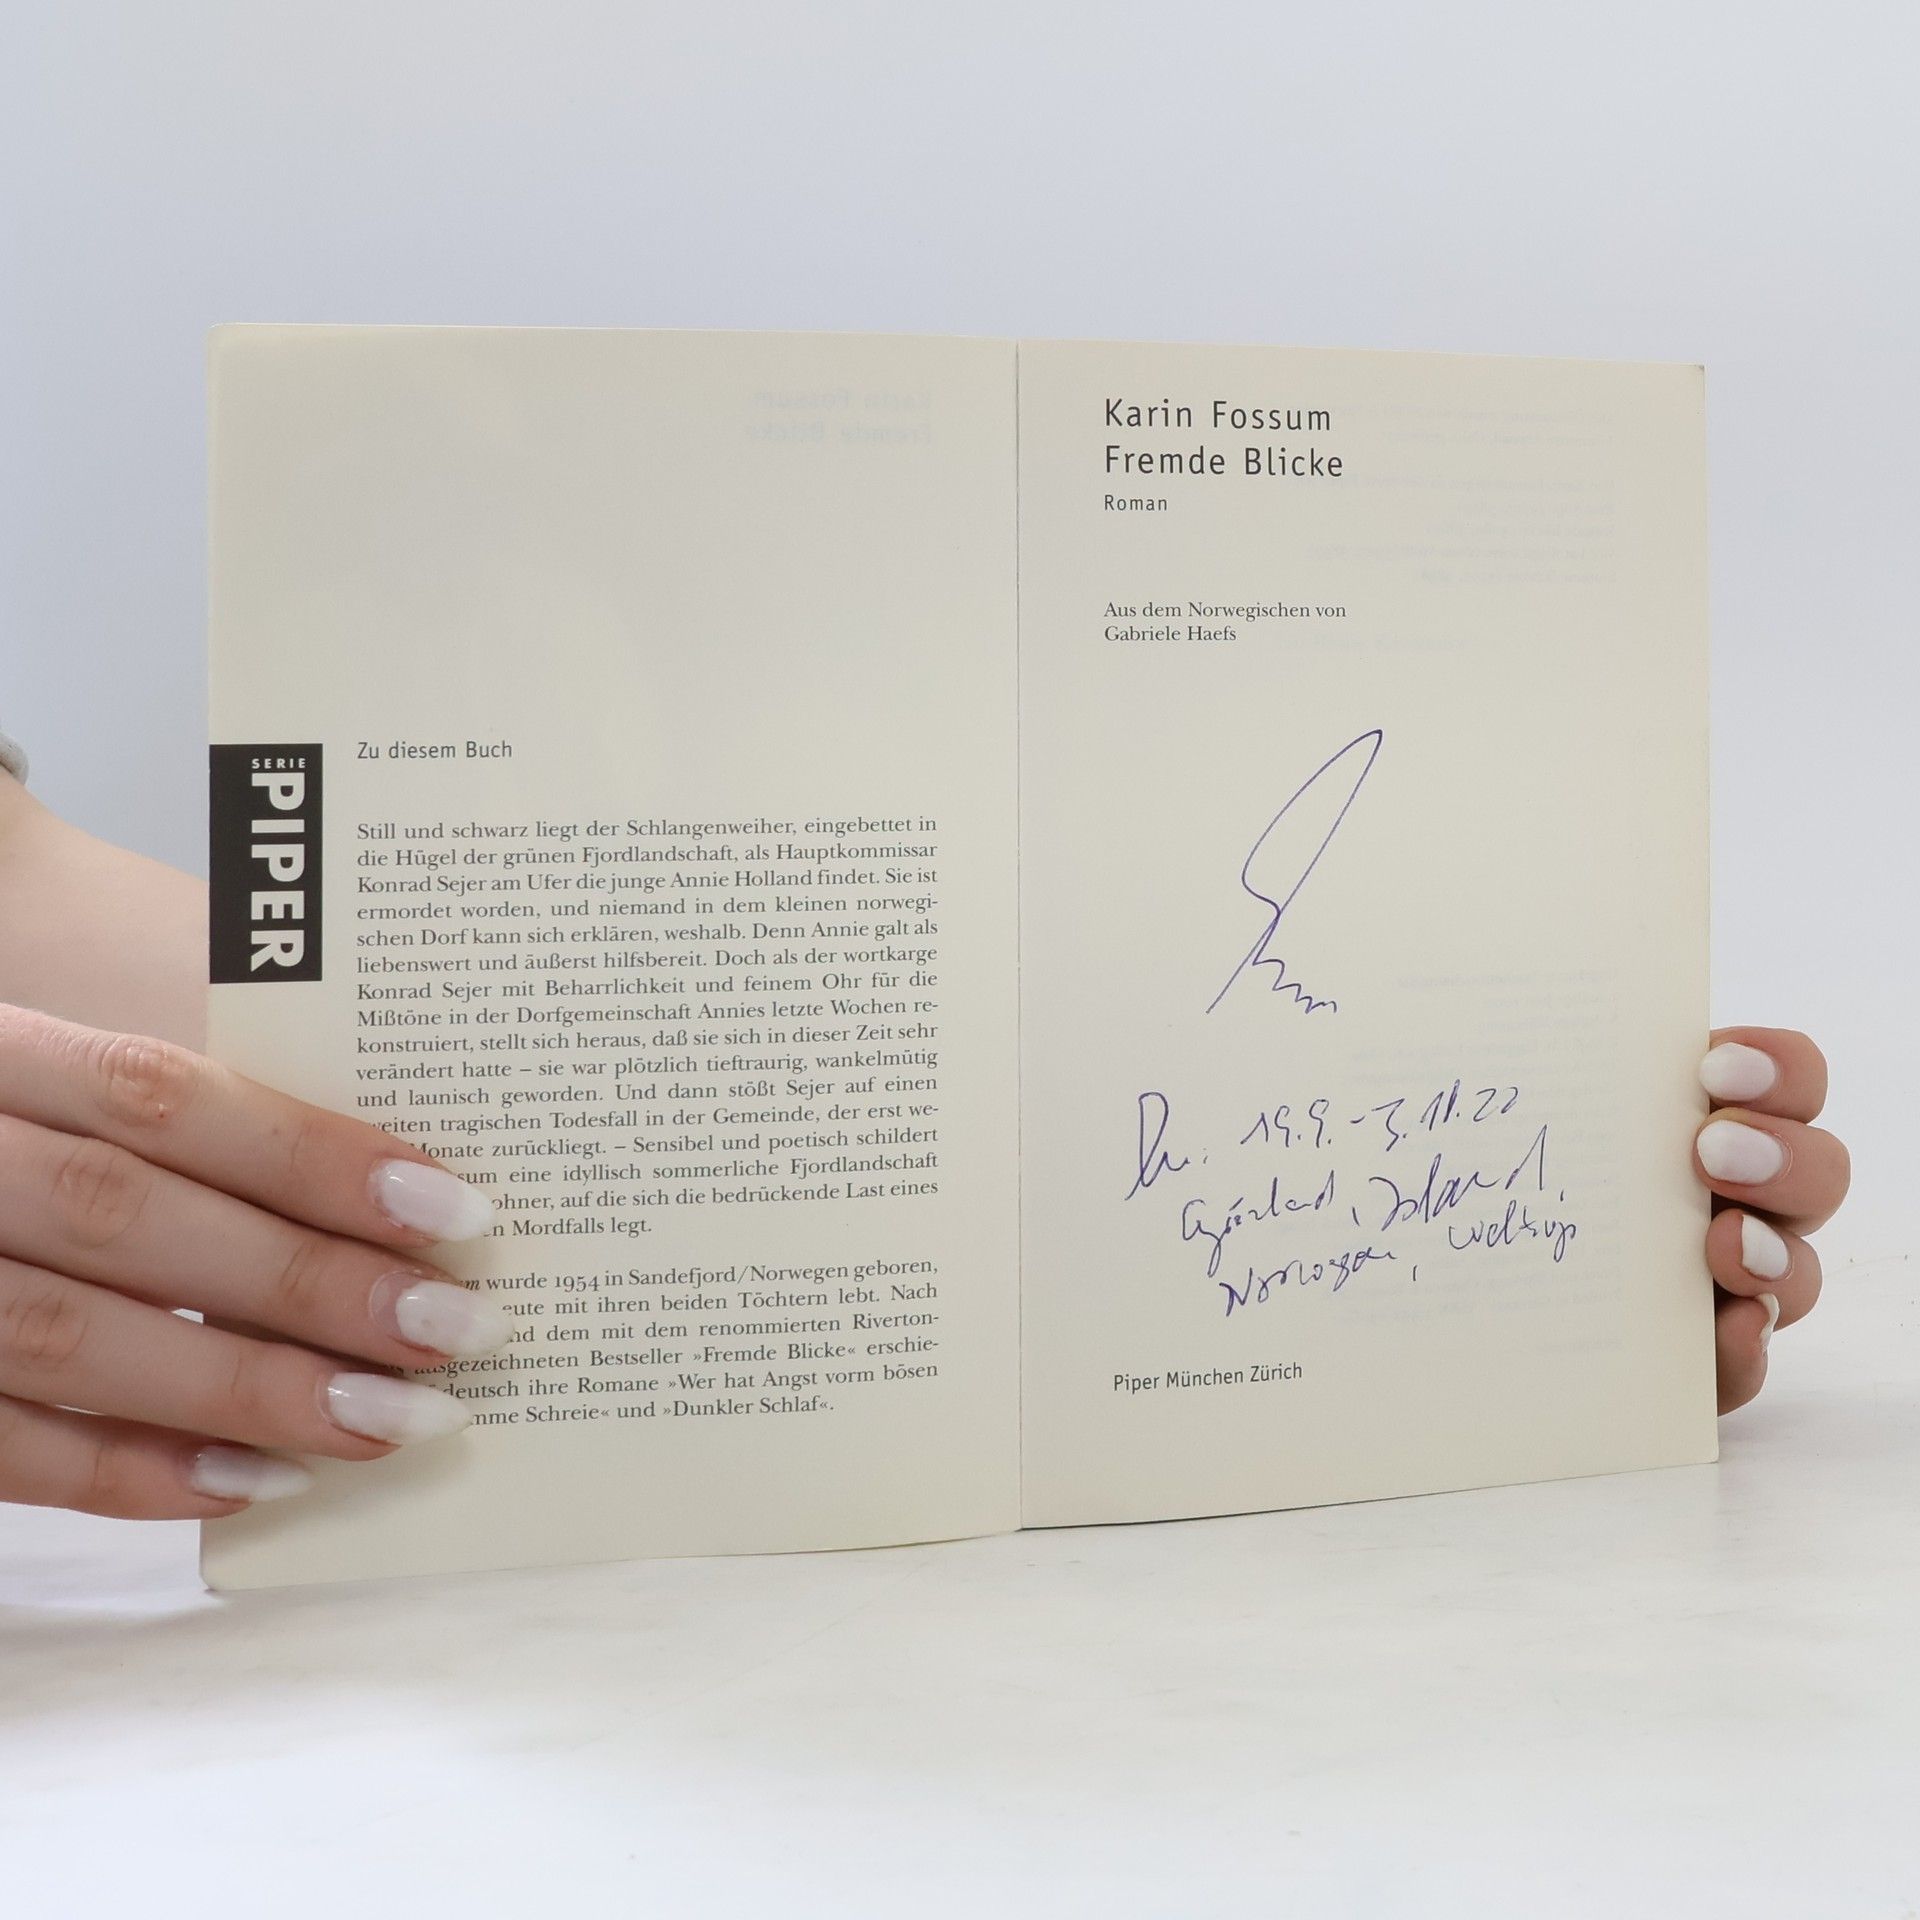 SERIE
PIPER
Zu diesem Buch
Still und schwarz liegt der Schlangenweiher, eingebettet in
die Hügel der grünen Fjordlandschaft, als Hauptkommissar
Konrad Sejer am Ufer die junge Annie Holland findet. Sie ist
ermordet worden, und niemand in dem kleinen norwegi-
schen Dorf kann sich erklären, weshalb. Denn Annie galt als
liebenswert und äußerst hilfsbereit. Doch als der wortkarge
Konrad Sejer mit Beharrlichkeit und feinem Ohr für die
Mißtöne in der Dorfgemeinschaft Annies letzte Wochen re-
konstruiert, stellt sich heraus, daß sie sich in dieser Zeit sehr
verändert hatte – sie war plötzlich tieftraurig, wankelmütig
und launisch geworden. Und dann stößt Sejer auf einen
weiten tragischen Todesfall in der Gemeinde, der erst we-
Monate zurückliegt. – Sensibel und poetisch schildert
sum eine idyllisch sommerliche Fjordlandschaft
ohner, auf die sich die bedrückende Last eines
n Mordfalls legt.
m wurde 1954 in Sandefjord/Norwegen geboren,
eute mit ihren beiden Töchtern lebt. Nach
nd dem mit dem renommierten Riverton-
ausgezeichneten Bestseller »Fremde Blicke« erschie-
deutsch ihre Romane »Wer hat Angst vorm bösen
mme Schreie« und »Dunkler Schlaf«.
Karin Fossum
Fremde Blicke
Roman
Aus dem Norwegischen von
Gabriele Haefs
19.9. - 3.11.22
Island,
Norwegen,
Piper München Zürich